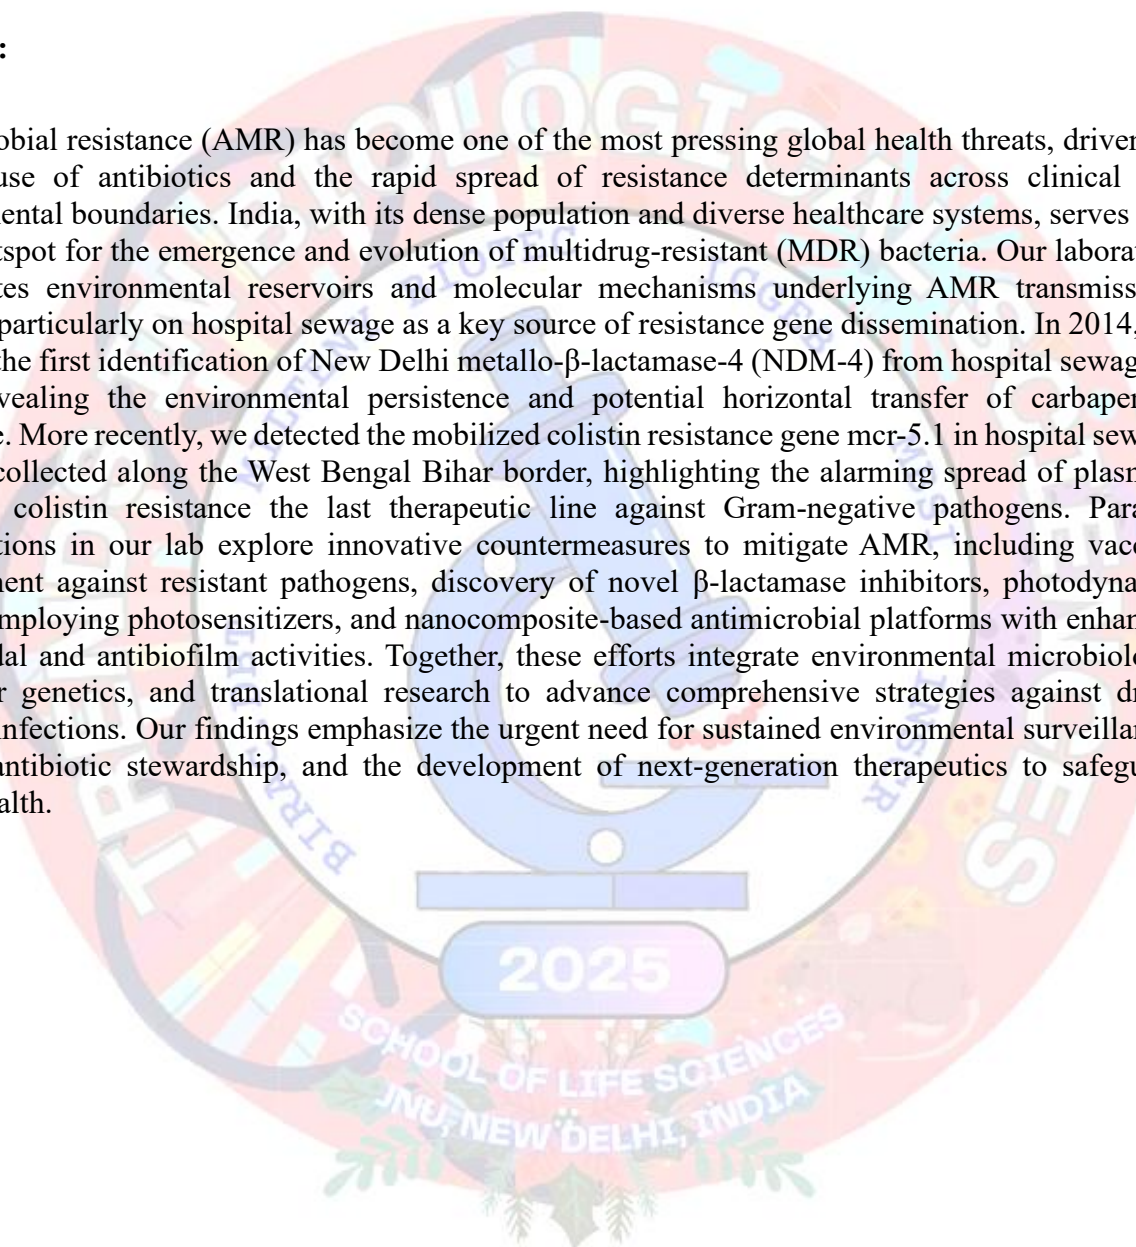 :
obial resistance (AMR) has become one of the most pressing global health threats, driven
use of antibiotics and the rapid spread of resistance determinants across clinical
ental boundaries. India, with its dense population and diverse healthcare systems, serves
tspot for the emergence and evolution of multidrug-resistant (MDR) bacteria. Our laborat
tes environmental reservoirs and molecular mechanisms underlying AMR transmiss
particularly on hospital sewage as a key source of resistance gene dissemination. In 2014,
the first identification of New Delhi metallo-β-lactamase-4 (NDM-4) from hospital sewag
vealing the environmental persistence and potential horizontal transfer of carbaper
e. More recently, we detected the mobilized colistin resistance gene mcr-5.1 in hospital sew
collected along the West Bengal Bihar border, highlighting the alarming spread of plasm
colistin resistance the last therapeutic line against Gram-negative pathogens. Para
tions in our lab explore innovative countermeasures to mitigate AMR, including vacc
nent against resistant pathogens, discovery of novel β-lactamase inhibitors, photodyna
mploying photosensitizers, and nanocomposite-based antimicrobial platforms with enhan
dal and antibiofilm activities. Together, these efforts integrate environmental microbiol
r genetics, and translational research to advance comprehensive strategies against dr
infections. Our findings emphasize the urgent need for sustained environmental surveillan
antibiotic stewardship, and the development of next-generation therapeutics to safegu
alth.
2025
SCHOOL OF LIFE SCIENCES
JNU, NEW DELHI, INDIA